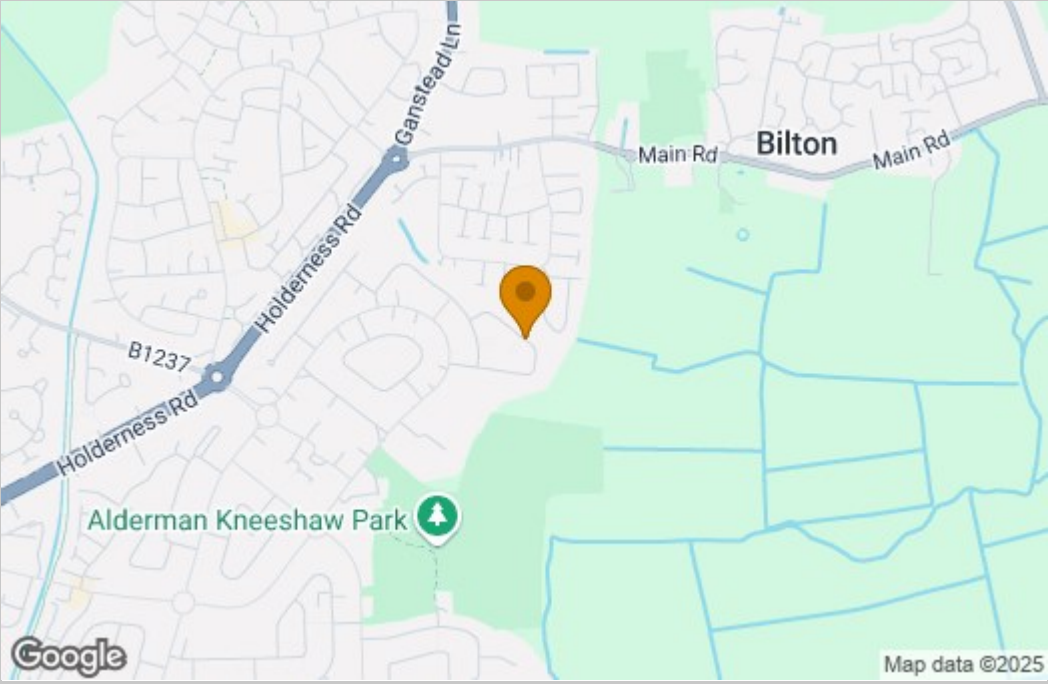 Ganstead Ln
Main Rd
Bilton
Main Rd
Holderness Rd
B1237
Holderness Rd
Alderman Kneeshaw Park
Google
Map data ©2025